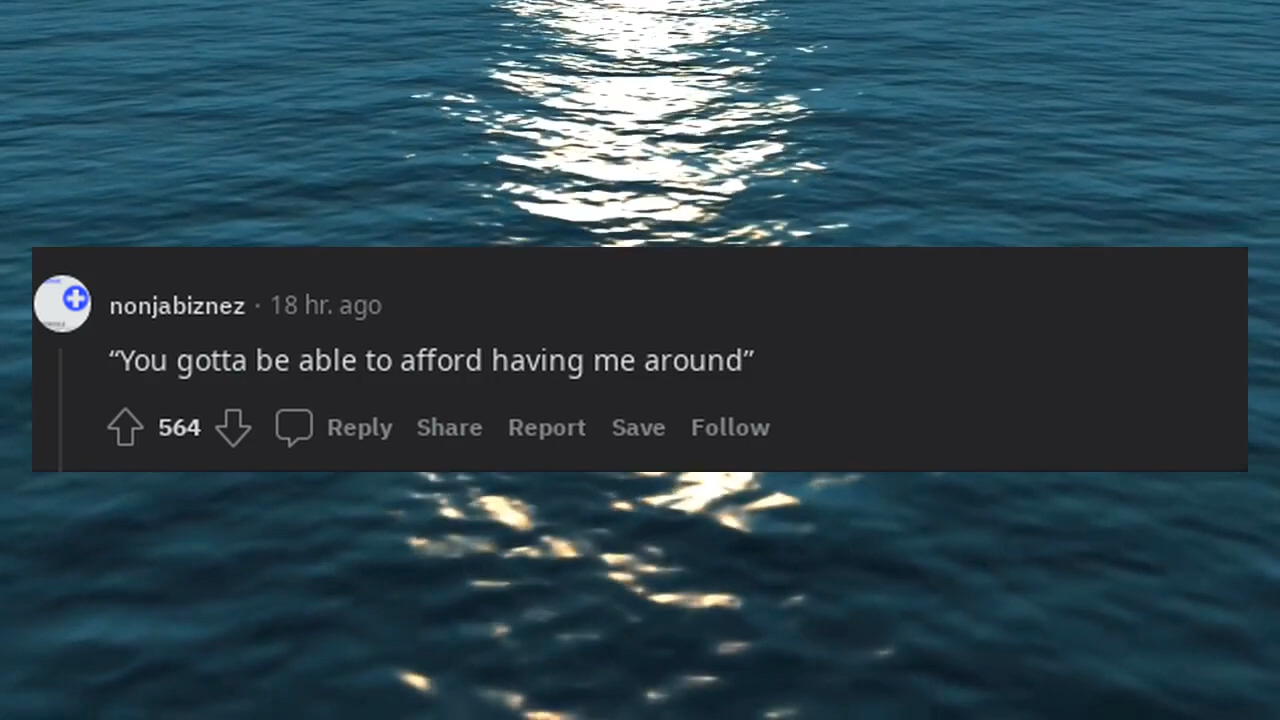 nonjabiznez · 18 hr. ago
“You gotta be able to afford having me around”
564 Reply Share Report Save Follow